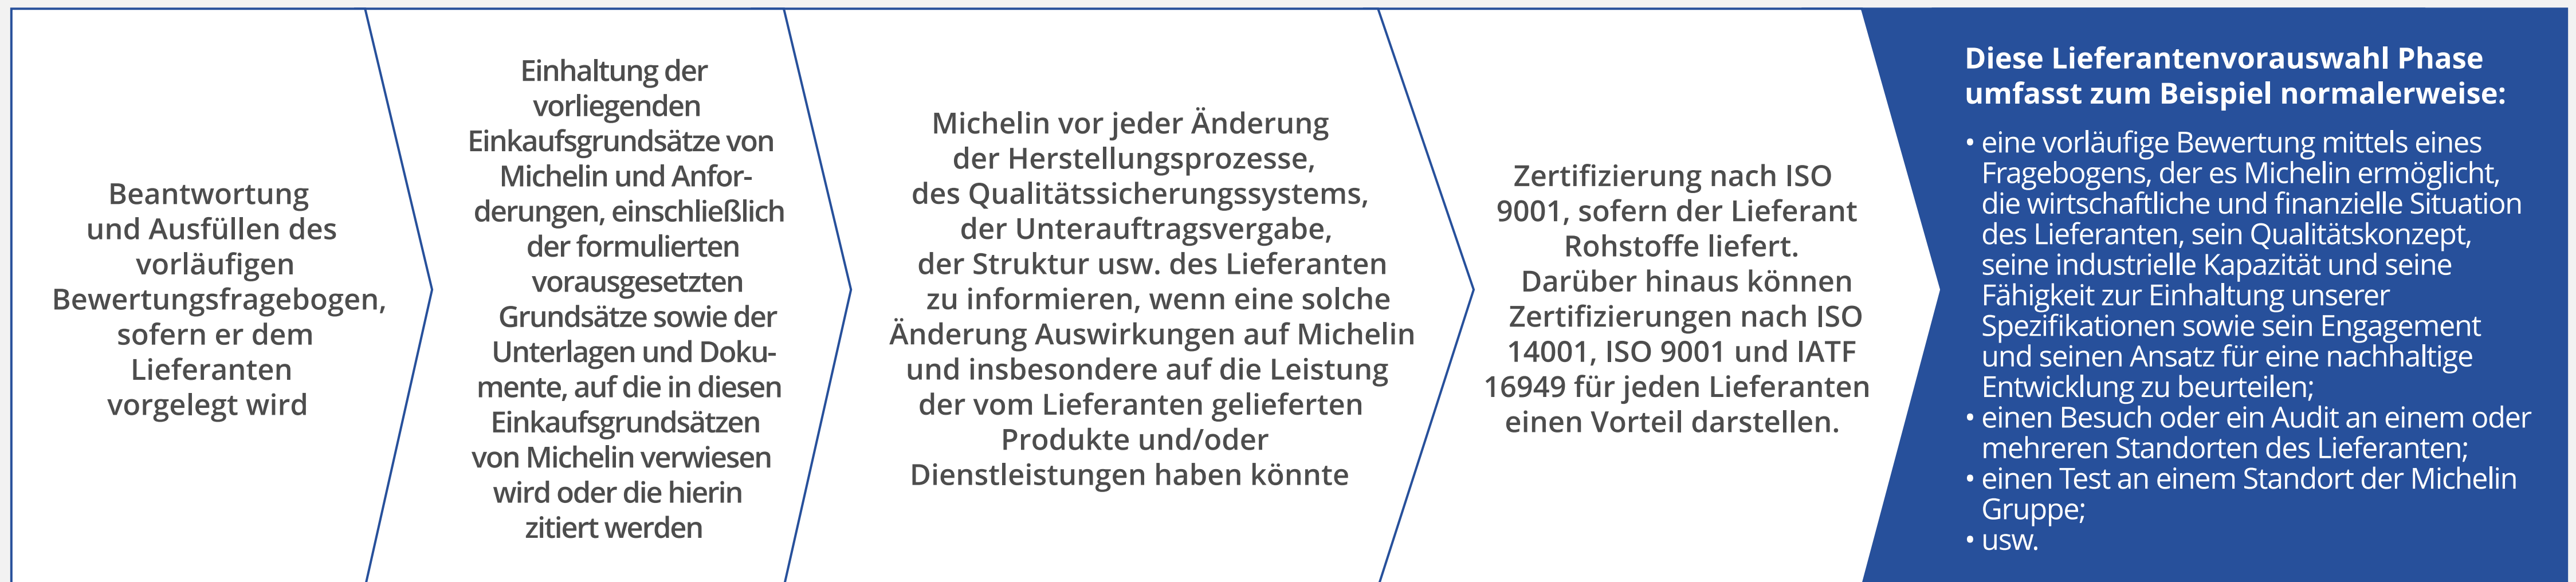 Beantwortung
und Ausfüllen des
vorläufigen
Bewertungsfragebogen,
sofern er dem
Lieferanten
vorgelegt wird
Einhaltung der
vorliegenden
Einkaufsgrundsätze von
Michelin und Anfor-
derungen, einschließlich
der formulierten
vorausgesetzten
Grundsätze sowie der
Unterlagen und Doku-
mente, auf die in diesen
Einkaufsgrundsätzen
von Michelin verwiesen
wird oder die hierin
zitiert werden
Michelin vor jeder Änderung
der Herstellungsprozesse,
des Qualitätssicherungssystems,
der Unterauftragsvergabe,
der Struktur usw. des Lieferanten
zu informieren, wenn eine solche
Änderung Auswirkungen auf Michelin
und insbesondere auf die Leistung
der vom Lieferanten gelieferten
Produkte und/oder
Dienstleistungen haben könnte
Zertifizierung nach ISO
9001, sofern der Lieferant
Rohstoffe liefert.
Darüber hinaus können
Zertifizierungen nach ISO
14001, ISO 9001 und IATF
16949 für jeden Lieferanten
einen Vorteil darstellen.
Diese Lieferantenvorauswahl Phase
umfasst zum Beispiel normalerweise:
• eine vorläufige Bewertung mittels eines
Fragebogens, der es Michelin ermöglicht,
die wirtschaftliche und finanzielle Situation
des Lieferanten, sein Qualitätskonzept,
seine industrielle Kapazität und seine
Fähigkeit zur Einhaltung unserer
Spezifikationen sowie sein Engagement
und seinen Ansatz für eine nachhaltige
Entwicklung zu beurteilen;
• einen Besuch oder ein Audit an einem oder
mehreren Standorten des Lieferanten;
• einen Test an einem Standort der Michelin
Gruppe;
• usw.